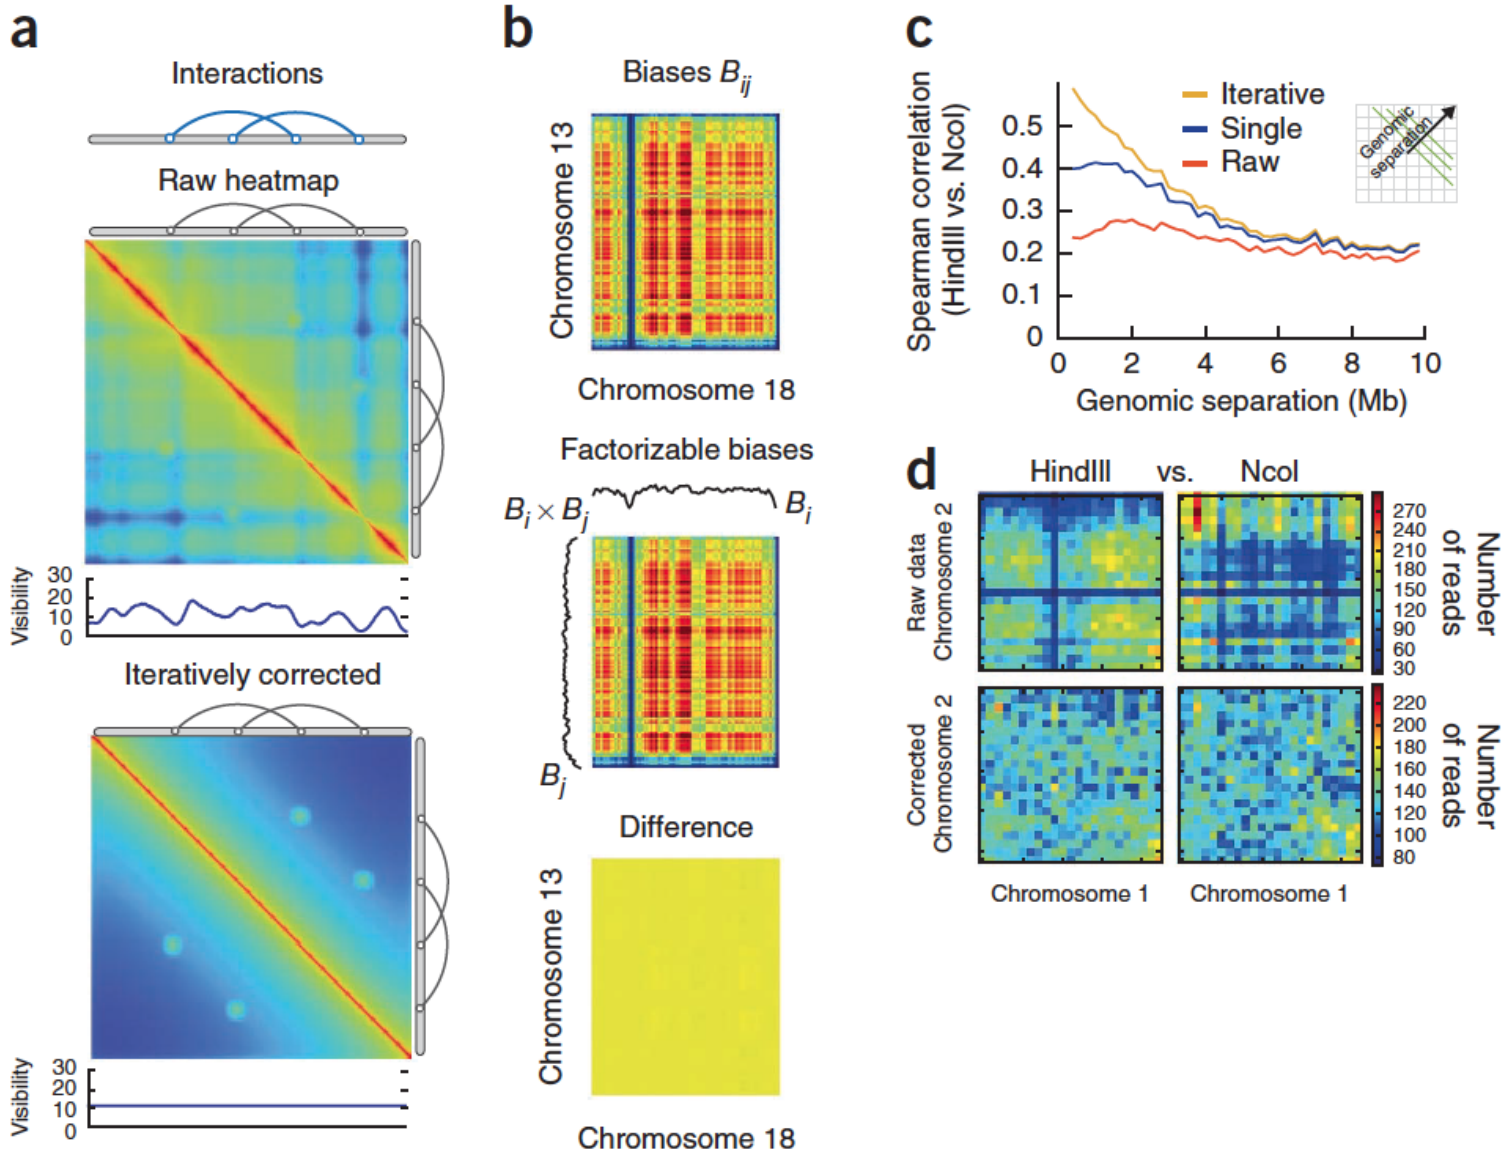 a
Interactions
Raw heatmap
Visibility
30
20
10
0
Iteratively corrected
Visibility
30
20
10
0
b
Biases Bij
Chromosome 13
Chromosome 18
Factorizable biases
Bi × Bj
Bi
Bj
Difference
Chromosome 13
Chromosome 18
c
Spearman correlation
(HindIII vs. NcoI)
0.5
0.4
0.3
0.2
0.1
0
Iterative
Single
Raw
Genomic
separation
0 2 4 6 8 10
Genomic separation (Mb)
d
HindIII vs. NcoI
Raw data
Chromosome 2
270
240
210
180
150
120
90
60
30
Number
of reads
Corrected
Chromosome 2
220
200
180
160
140
120
100
80
Number
of reads
Chromosome 1 Chromosome 1